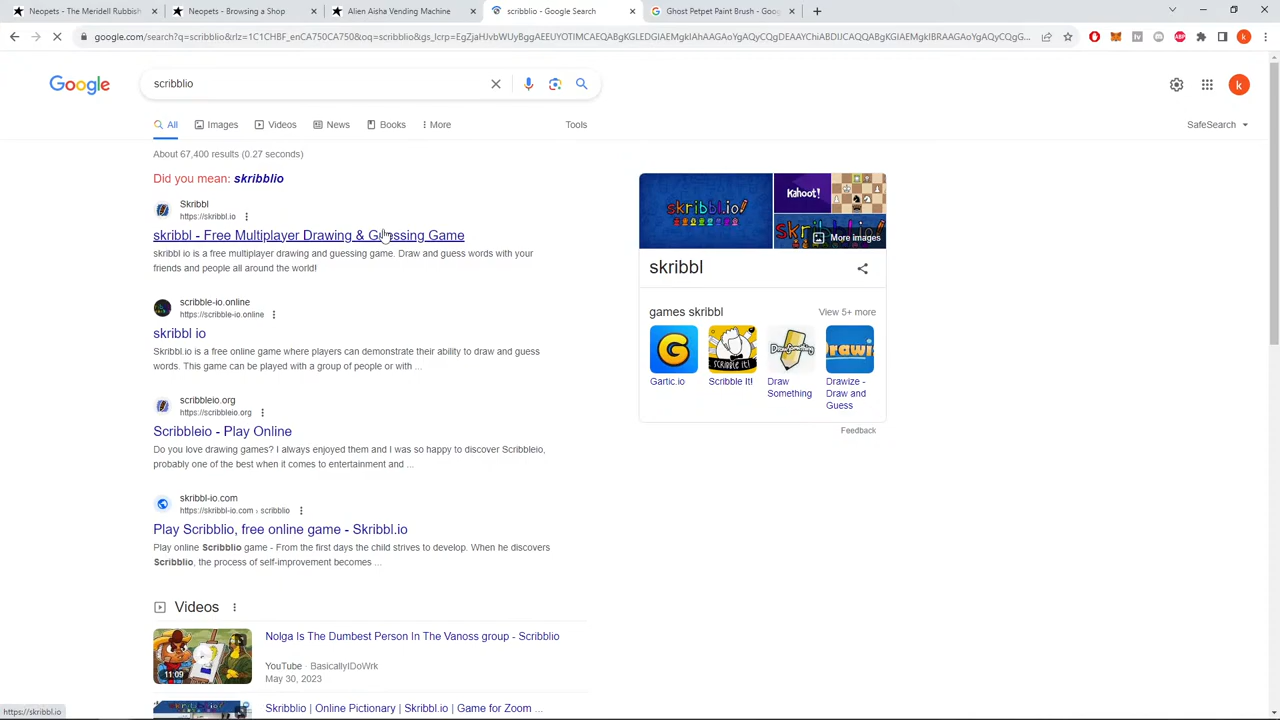 Neopets - The Meridell Rubbish
Neopets - Browsing a Shop
Alien Aisha Vending Machine
scribblio - Google Search
Ghost Petpet Paint Brush - Goo
Google
scribblio
All Images Videos News Books More Tools
SafeSearch
About 67,400 results (0.27 seconds)
Did you mean: skribblio
Skribbl
https://skribbl.io
skribbl - Free Multiplayer Drawing & Guessing Game
skribbl io is a free multiplayer drawing and guessing game. Draw and guess words with your
friends and people all around the world!
scribble-io.online
https://scribble-io.online
skribbl io
Skribbl.io is a free online game where players can demonstrate their ability to draw and guess
words. This game can be played with a group of people or with ...
scribbleio.org
https://scribbleio.org
Scribbleio - Play Online
Do you love drawing games? I always enjoyed them and I was so happy to discover Scribbleio,
probably one of the best when it comes to entertainment and ...
skribbl-io.com
https://skribbl-io.com › scribblio
Play Scribblio, free online game - Skribbl.io
Play online Scribblio game - From the first days the child strives to develop. When he discovers
Scribblio, the process of self-improvement becomes ...
Videos
11:09
Nolga Is The Dumbest Person In The Vanoss group - Scribblio
YouTube · BasicallyIDoWrk
May 30, 2023
Skribblio | Online Pictionary | Skribbl.io | Game for Zoom ...
skribbl.io!
Kahoot!
skribbl.io!
More images
skribbl
games skribbl
View 5+ more
Gartic.io
Scribble It!
Draw
Something
Drawize -
Draw and
Guess
Feedback
https://skribbl.io